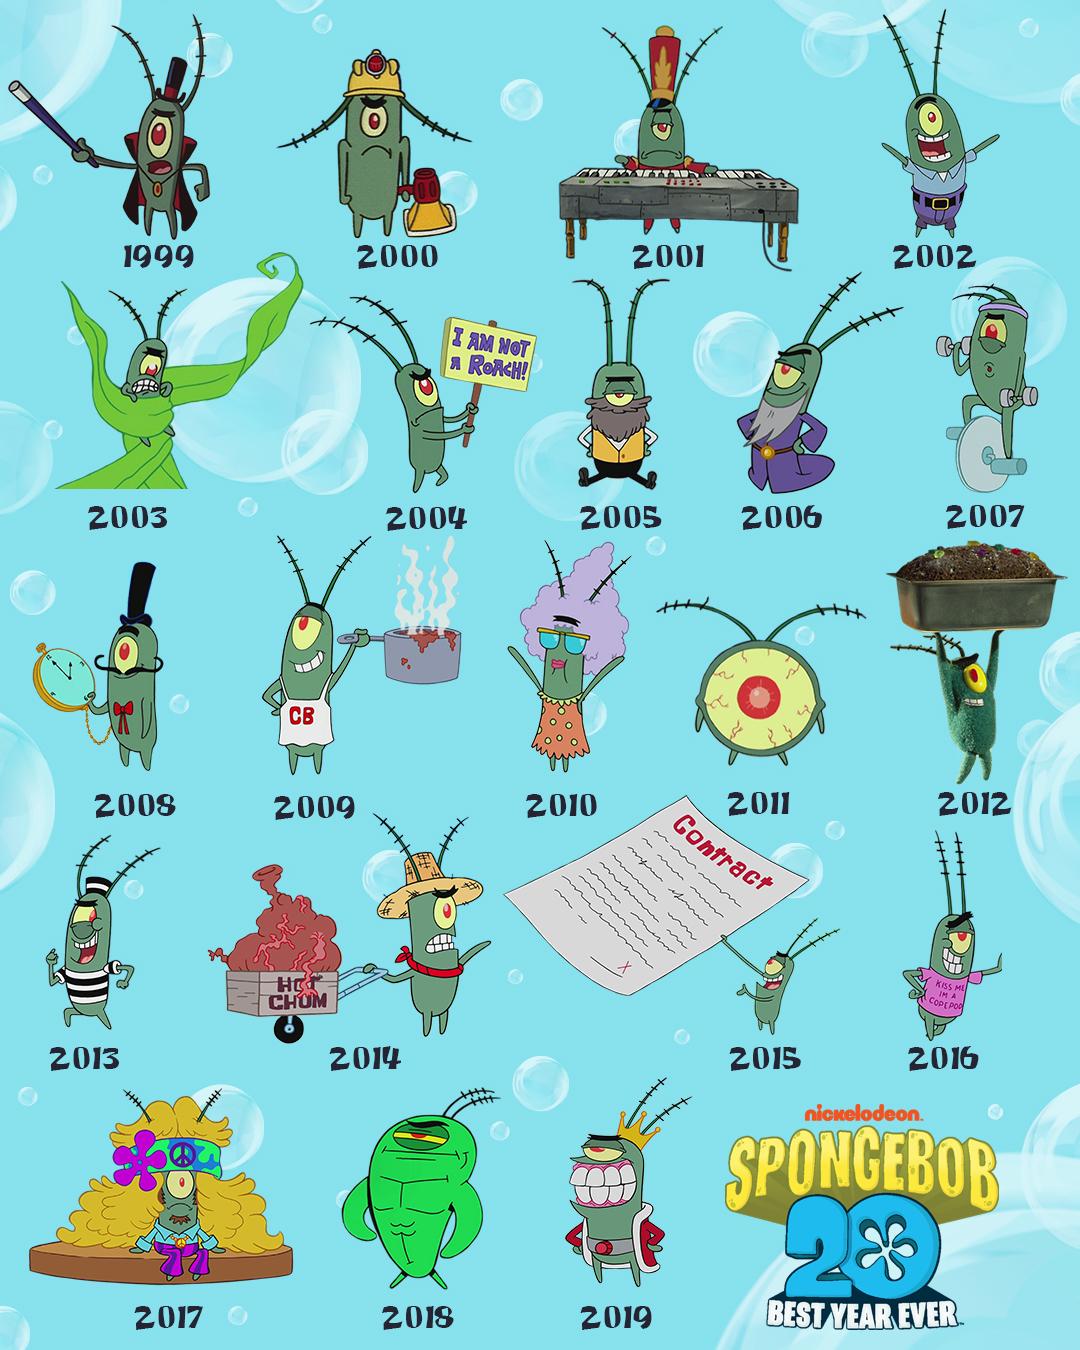 1999
2000
2001
2002
I AM NOT
A ROACH!
2003
2004
2005
2006
2007
CB
2008
2009
2010
2011
2012
Contract
X
HOT
CHUM
KISS ME
IM A
COPEPOD
2013
2014
2015
2016
nickelodeon
SPONGEBOB
20
BEST YEAR EVER
2017
2018
2019